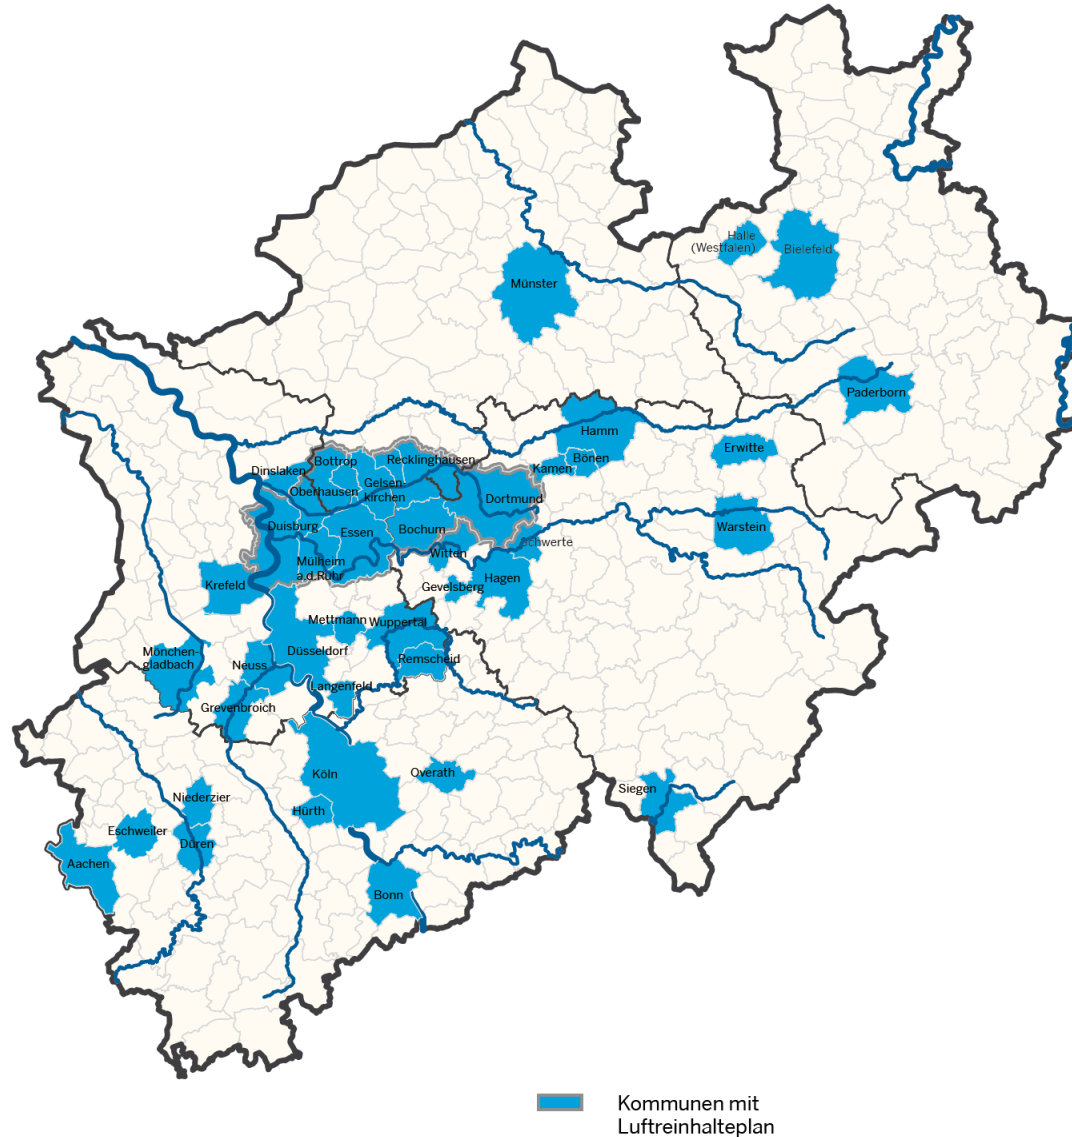 Halle
(Westfalen)
Bielefeld
Münster
Paderborn
Hamm
Erwitte
Bönen
Kamen
Recklinghausen
Bottrop
Dinslaken
Gelsen-
kirchen
Oberhausen
Dortmund
Duisburg
Essen
Bochum
Warstein
Schwerte
Witten
Mülheim
a.d.Ruhr
Hagen
Krefeld
Gevelsberg
Mettmann
Wuppertal
Mönchen-
gladbach
Düsseldorf
Neuss
Remscheid
Langenfeld
Grevenbroich
Köln
Overath
Siegen
Niederzier
Hürth
Eschweiler
Düren
Aachen
Bonn
Kommunen mit
Luftreinhalteplan